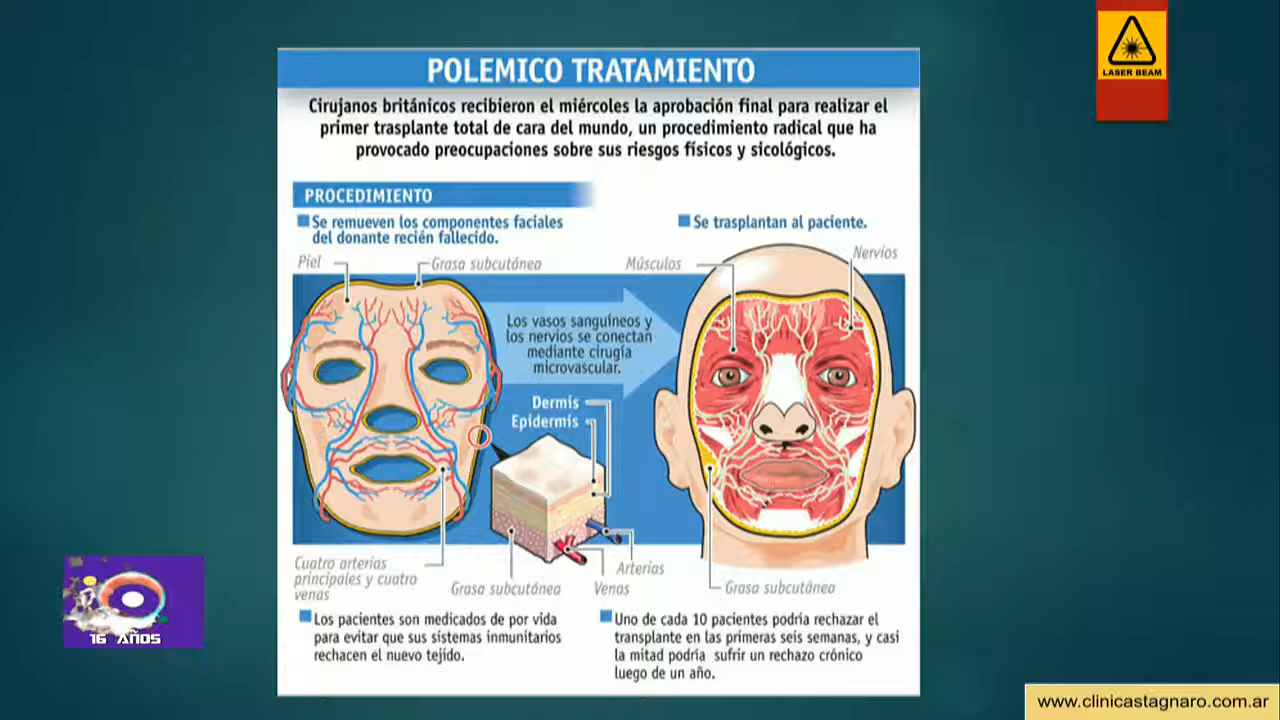 LASER BEAM
POLEMICO TRATAMIENTO
Cirujanos británicos recibieron el miércoles la aprobación final para realizar el
primer trasplante total de cara del mundo, un procedimiento radical que ha
provocado preocupaciones sobre sus riesgos físicos y sicológicos.
PROCEDIMIENTO
Se remueven los componentes faciales
del donante recién fallecido.
Se trasplantan al paciente.
Piel
Grasa subcutánea
Músculos
Nervios
Los vasos sanguíneos y
los nervios se conectan
mediante cirugía
microvascular.
Dermis
Epidermis
Cuatro arterias
principales y cuatro
venas
Grasa subcutánea
Venas
Arterias
Grasa subcutánea
Los pacientes son medicados de por vida
para evitar que sus sistemas inmunitarios
rechacen el nuevo tejido.
Uno de cada 10 pacientes podría rechazar el
transplante en las primeras seis semanas, y casi
la mitad podría sufrir un rechazo crónico
luego de un año.
16 AÑOS
www.clinicastagnaro.com.ar